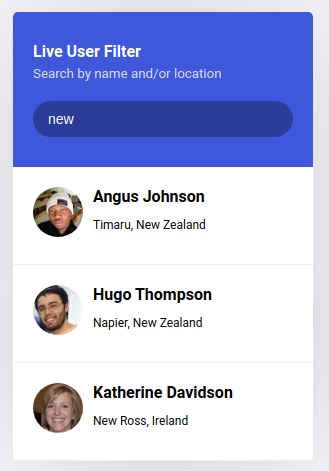 Live User Filter
Search by name and/or location
new
Angus Johnson
Timaru, New Zealand
Hugo Thompson
Napier, New Zealand
Katherine Davidson
New Ross, Ireland